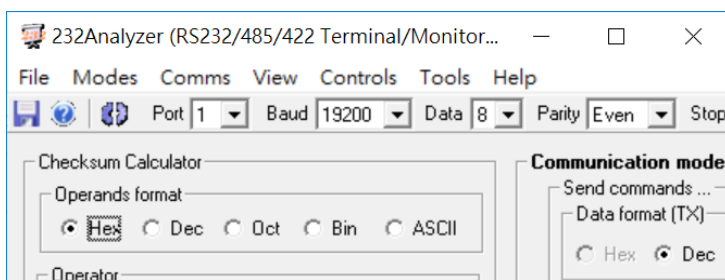 232Analyzer (RS232/485/422 Terminal/Monitor...
File Modes Comms View Controls Tools Help
Port 1 Baud 19200 Data 8 Parity Even Stop
Checksum Calculator
Operands format
Hex Dec Oct Bin ASCII
Operator
Communication mode
Send commands ...
Data format (TX)
Hex Dec